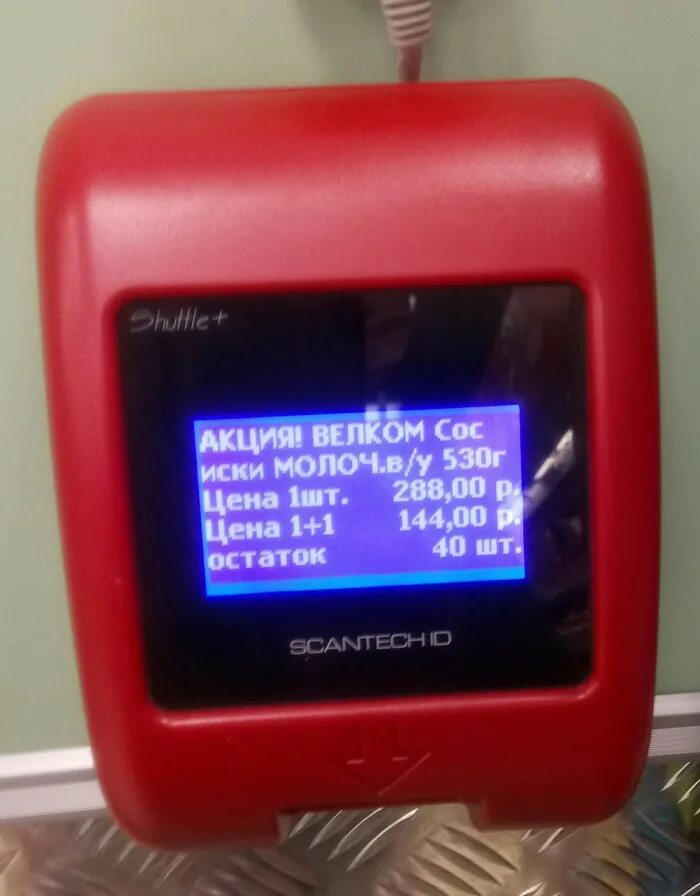 Shuttle+
АКЦИЯ! ВЕЛКОМ Сос
иски МОЛОЧ.в/у 530г
Цена 1шт. 288,00 р.
Цена 1+1 144,00 р.
остаток 40 шт.
SCANTECH ID